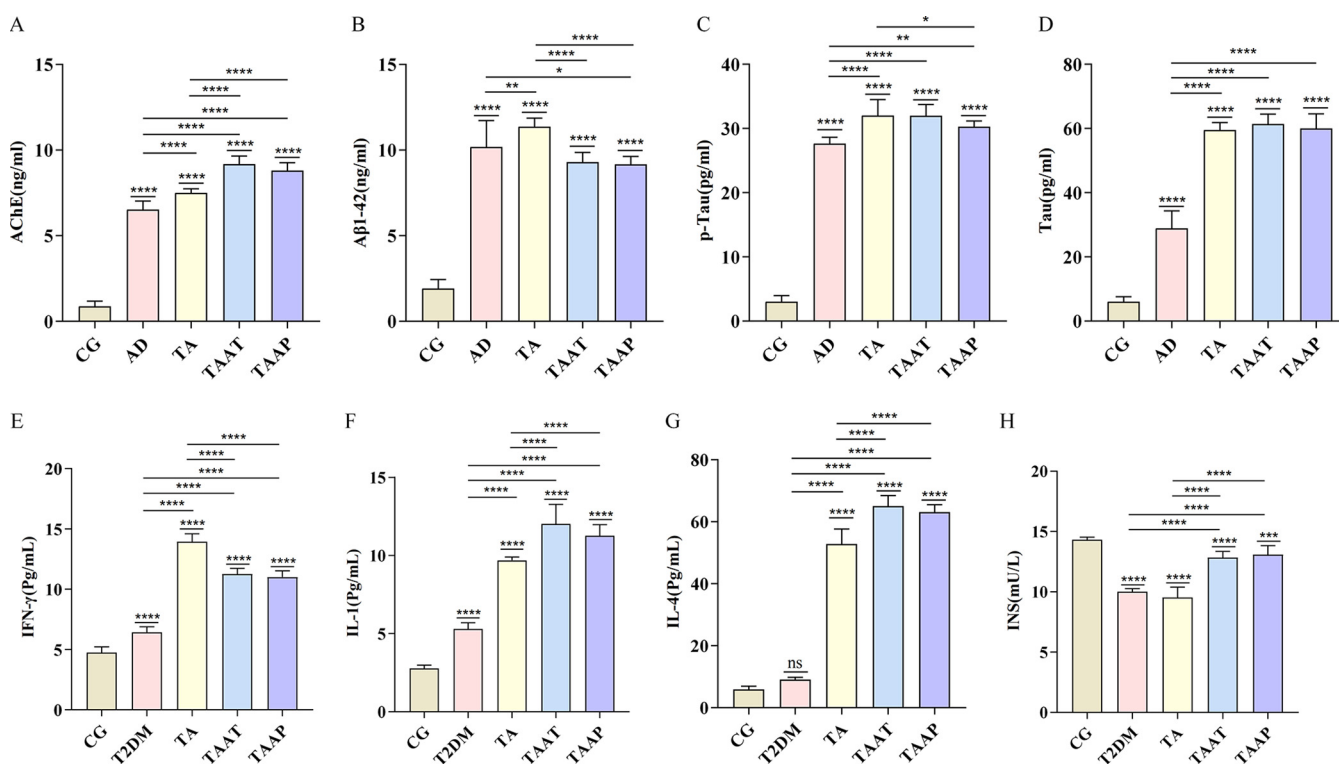 A
AChE(ng/ml)
15
10
5
0
****
****
****
****
****
****
****
****
****
CG
AD
TA
TAAT
TAAP
B
Aβ1-42(ng/ml)
15
10
5
0
****
****
*
**
****
****
****
****
CG
AD
TA
TAAT
TAAP
C
p-Tau(pg/ml)
40
30
20
10
0
*
**
****
****
****
****
****
****
CG
AD
TA
TAAT
TAAP
D
Tau(pg/ml)
80
60
40
20
0
****
****
****
****
****
****
****
CG
AD
TA
TAAT
TAAP
E
IFN-γ(Pg/mL)
20
15
10
5
0
****
****
****
****
****
****
****
****
****
CG
T2DM
TA
TAAT
TAAP
F
IL-1(Pg/mL)
15
10
5
0
****
****
****
****
****
****
****
****
****
CG
T2DM
TA
TAAT
TAAP
G
IL-4(Pg/mL)
80
60
40
20
0
****
****
****
****
****
ns
****
****
****
CG
T2DM
TA
TAAT
TAAP
H
INS(mU/L)
20
15
10
5
0
****
****
****
****
****
****
****
***
CG
T2DM
TA
TAAT
TAAP